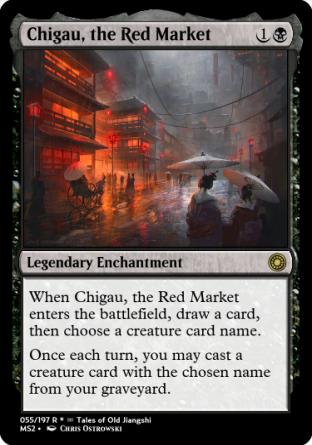 Chigau, the Red Market 1
Legendary Enchantment
When Chigau, the Red Market
enters the battlefield, draw a card,
then choose a creature card name.
Once each turn, you may cast a
creature card with the chosen name
from your graveyard.
055/197 R * = Tales of Old Jiangshi
MS2 • Chris Ostrowski